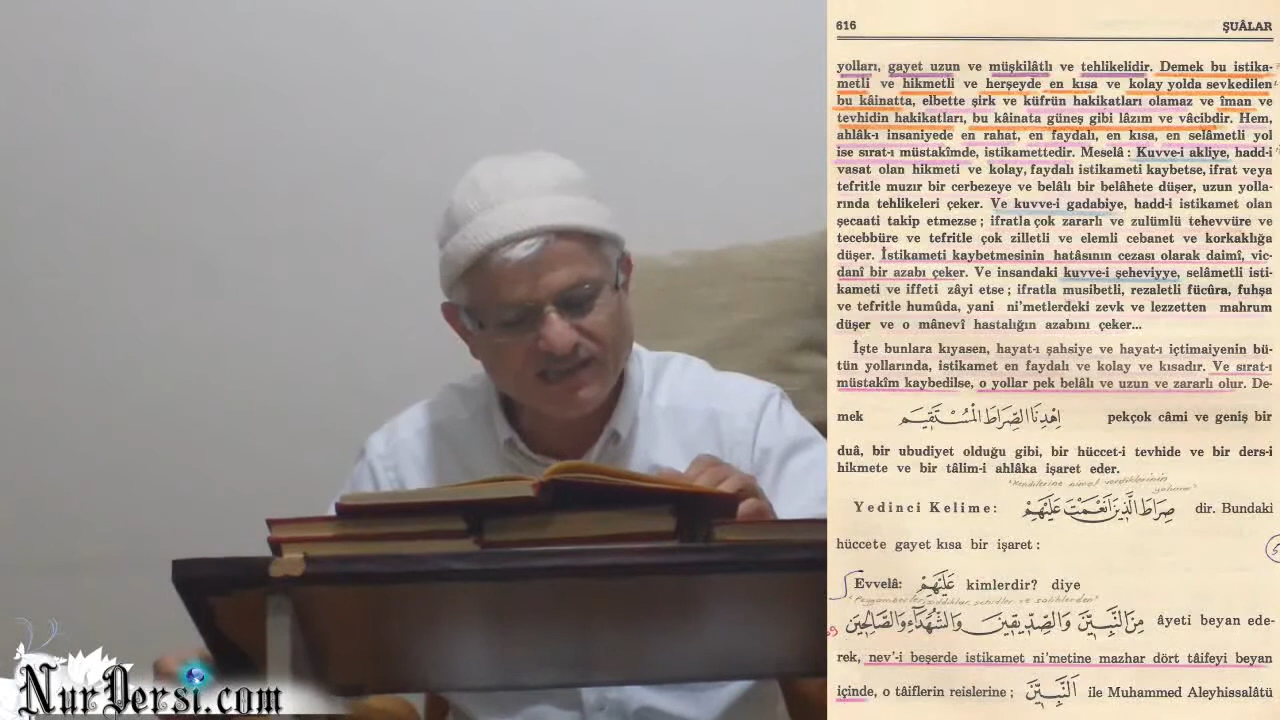 616 ŞUÂLAR
yolları, gayet uzun ve müşkilâtlı ve tehlikelidir. Demek bu istika-
metli ve hikmetli ve herşeyde en kısa ve kolay yolda sevkedilen
bu kâinatta, elbette şirk ve küfrün hakikatları olamaz ve îman ve
tevhidin hakikatları, bu kâinata güneş gibi lâzım ve vâcibdir. Hem,
ahlâk-ı insaniyede en rahat, en faydalı, en kısa, en selâmetli yol
ise sırat-ı müstakîmde, istikamettedir. Meselâ : Kuvve-i akliye, hadd-i
vasat olan hikmeti ve kolay, faydalı istikameti kaybetse, ifrat veya
tefritle muzır bir cerbezeye ve belâlı bir belâhete düşer, uzun yolla-
rında tehlikeleri çeker. Ve kuvve-i gadabiye, hadd-i istikamet olan
şecaati takip etmezse ; ifratla çok zararlı ve zulümlü tehevvüre ve
tecebbüre ve tefritle çok zilletli ve elemli cebanet ve korkaklığa
düşer. İstikameti kaybetmesinin hatâsının cezası olarak daimî, vic-
danî bir azabı çeker. Ve insandaki kuvve-i şeheviyye, selâmetli isti-
kameti ve iffeti zâyi etse ; ifratla musibetli, rezaletli fücûra, fuhşa
ve tefritle humûda, yani ni'metlerdeki zevk ve lezzetten mahrum
düşer ve o mânevî hastalığın azabını çeker...
İşte bunlara kıyasen, hayat-ı şahsiye ve hayat-ı içtimaiyenin bü-
tün yollarında, istikamet en faydalı ve kolay ve kısadır. Ve sırat-ı
müstakîm kaybedilse, o yollar pek belâlı ve uzun ve zararlı olur. De-
mek اِهْدِنَا الصِّرَاطَ الْمُسْتَقِيمَ pekçok câmi ve geniş bir
duâ, bir ubudiyet olduğu gibi, bir hüccet-i tevhide ve bir ders-i
hikmete ve bir tâlim-i ahlâka işaret eder.
"Kendilerine nimet verdiklerinin
yoluna"
Yedinci Kelime: صِرَاطَ الَّذِينَ اَنْعَمْتَ عَلَيْهِمْ dir. Bundaki
hüccete gayet kısa bir işaret :
Evvelâ: عَلَيْهِمْ kimlerdir? diye
"Peygamberler, sıddıklar, şehidler ve salihlerden"
مِنَ النَّبِيّٖنَ وَالصِّدّٖيقٖينَ وَالشُّهَدَٓاءِ وَالصَّالِحٖينَ âyeti beyan ede-
rek, nev'-i beşerde istikamet ni'metine mazhar dört tâifeyi beyan
içinde, o tâiflerin reislerine ; اَلنَّبِيّٖنَ ile Muhammed Aleyhissalâtü
NurDersi.com